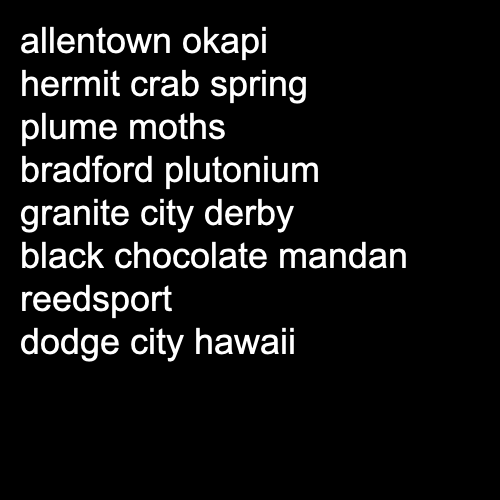 allentown okapi
hermit crab spring
plume moths
bradford plutonium
granite city derby
black chocolate mandan
reedsport
dodge city hawaii